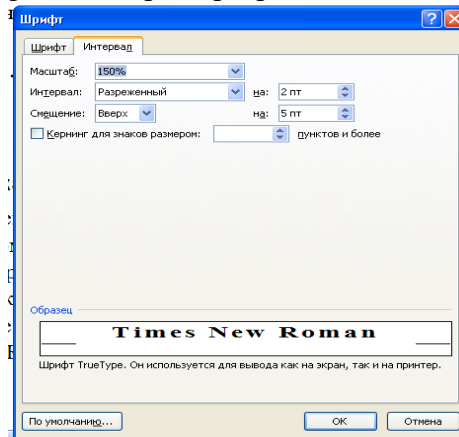 Шрифт
Шрифт Интервал
Масштаб: 150%
Интервал: Разреженный на: 2 пт
Смещение: Вверх на: 5 пт
Кернинг для знаков размером: пунктов и более
Образец
Times New Roman
Шрифт TrueType. Он используется для вывода как на экран, так и на принтер.
По умолчанию... ОК Отмена